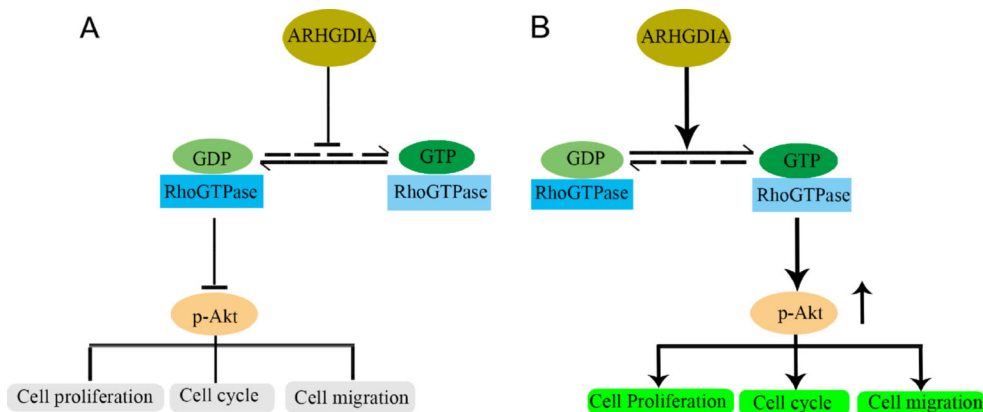 A
ARHGDIA
GDP
GTP
RhoGTPase
RhoGTPase
p-Akt
Cell proliferation
Cell cycle
Cell migration
B
ARHGDIA
GDP
GTP
RhoGTPase
RhoGTPase
p-Akt
Cell Proliferation
Cell cycle
Cell migration